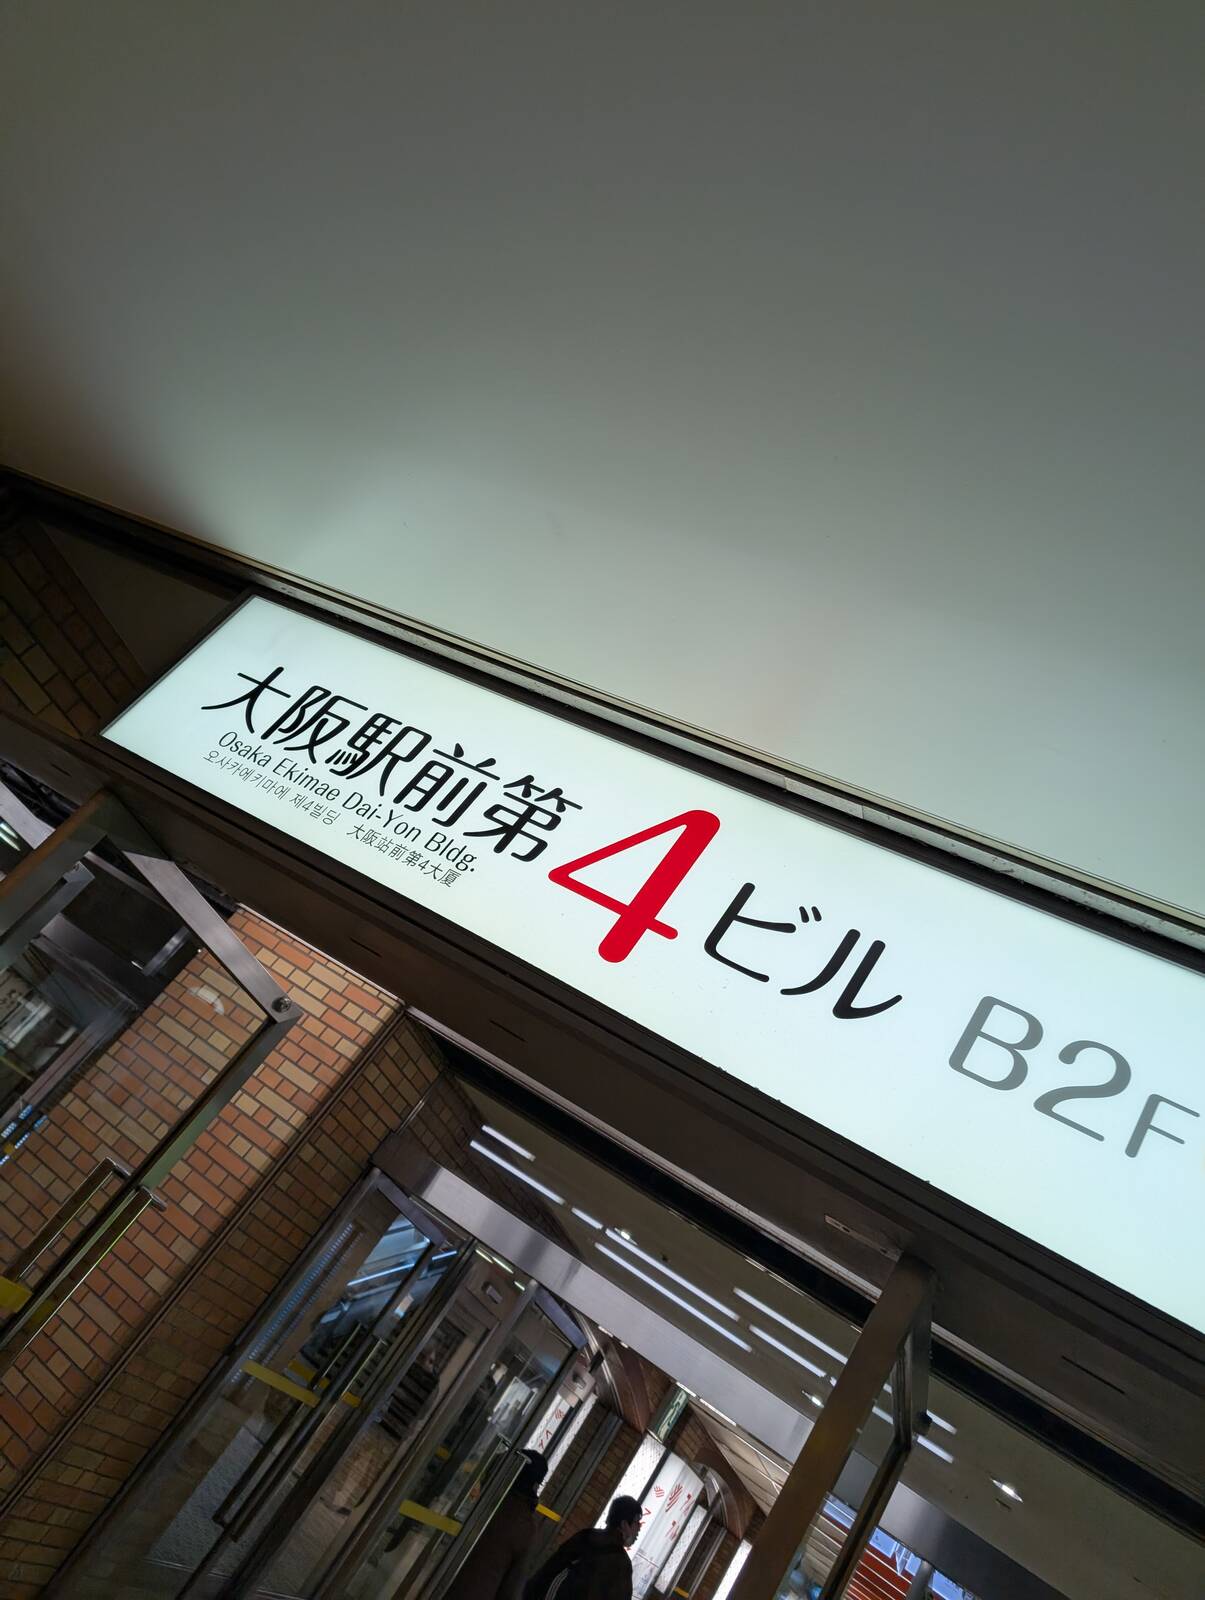 大阪駅前第4ビル B2F
Osaka Ekimae Dai-Yon Bldg.
오사카에키마에 제4빌딩 大阪站前第4大厦